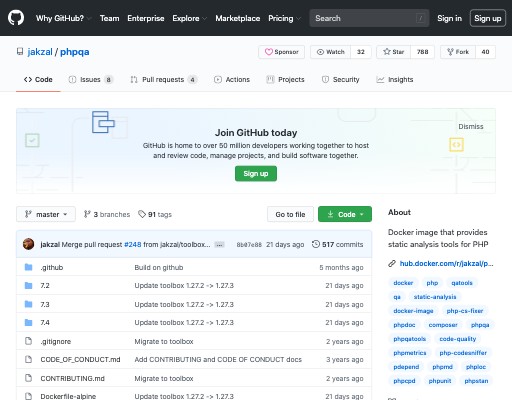 Why GitHub? Team Enterprise Explore Marketplace Pricing Search / Sign in Sign up
jakzal / phpqa Sponsor Watch 32 Star 788 Fork 40
Code Issues 8 Pull requests 4 Actions Projects Security Insights
Dismiss
Join GitHub today
GitHub is home to over 50 million developers working together to host
and review code, manage projects, and build software together.
Sign up
master 3 branches 91 tags Go to file Code
jakzal Merge pull request #248 from jakzal/toolbox... ... 8b07e88 21 days ago 517 commits
.github Build on github 5 months ago
7.2 Update toolbox 1.27.2 -> 1.27.3 21 days ago
7.3 Update toolbox 1.27.2 -> 1.27.3 21 days ago
7.4 Update toolbox 1.27.2 -> 1.27.3 21 days ago
.gitignore Migrate to toolbox 2 years ago
CODE_OF_CONDUCT.md Add CONTRIBUTING and CODE OF CONDUCT docs 3 years ago
CONTRIBUTING.md Migrate to toolbox 2 years ago
Dockerfile-alpine Update toolbox 1.27.2 -> 1.27.3 21 days ago
About
Docker image that provides
static analysis tools for PHP
hub.docker.com/r/jakzal/p...
docker php qatools
qa static-analysis
docker-image php-cs-fixer
phpdoc composer phpqa
phpqatools code-quality
phpmetrics php-codesniffer
pdepend phpmd phploc
phpcpd phpunit phpstan